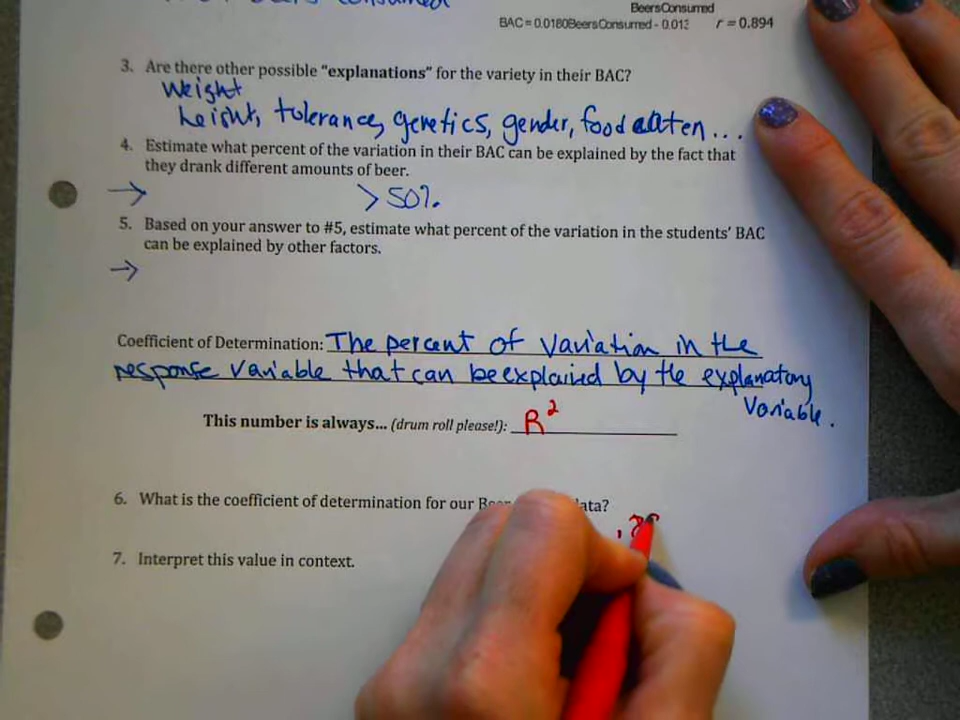 BeersConsumed
BAC = 0.0180BeersConsumed - 0.013 r = 0.894
3. Are there other possible "explanations" for the variety in their BAC?
Weight
height, tolerance, genetics, gender, food eaten...
4. Estimate what percent of the variation in their BAC can be explained by the fact that
they drank different amounts of beer.
→ > 50%
5. Based on your answer to #5, estimate what percent of the variation in the students' BAC
can be explained by other factors.
→
Coefficient of Determination: The percent of variation in the
response variable that can be explained by the explanatory
Variable.
This number is always... (drum roll please!): R²
6. What is the coefficient of determination for our
7. Interpret this value in context.